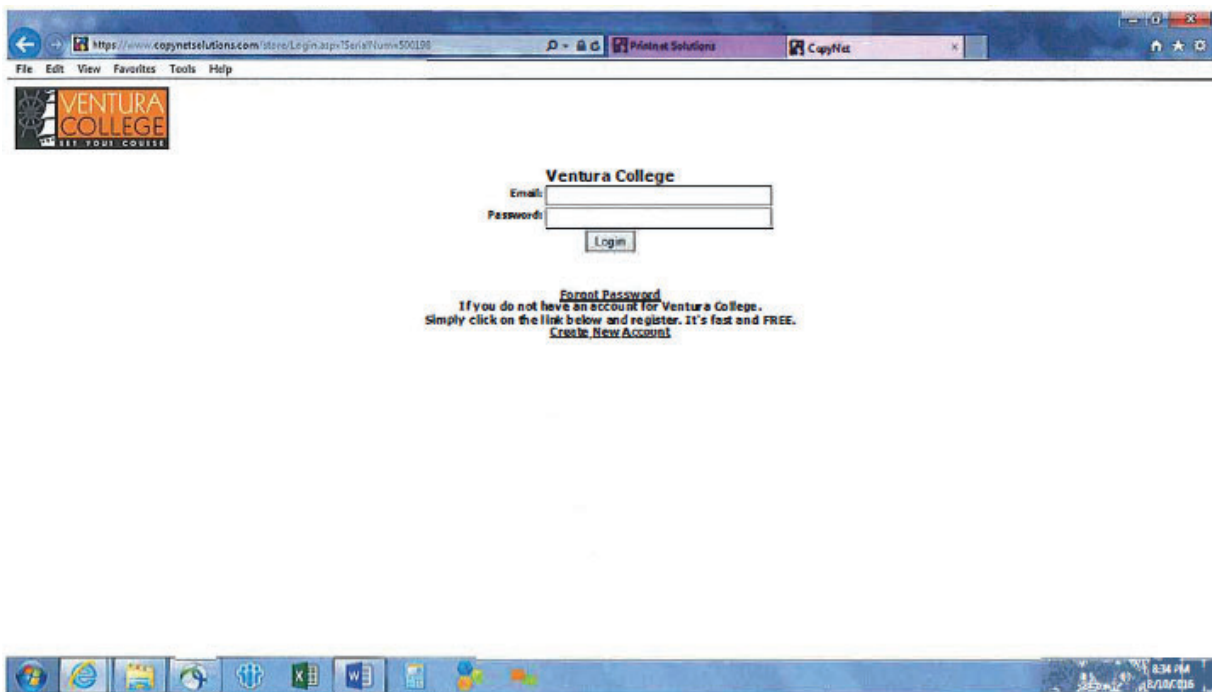 https://www.copynetsolutions.com/store/Login.aspx?SerialNum=500198
Printnet Solutions
CopyNet
File Edit View Favorites Tools Help
VENTURA
COLLEGE
SET YOUR COURSE
Ventura College
Email:
Password:
Login
Forgot Password
If you do not have an account for Ventura College.
Simply click on the link below and register. It's fast and FREE.
Create New Account
8:34 PM
8/10/2016